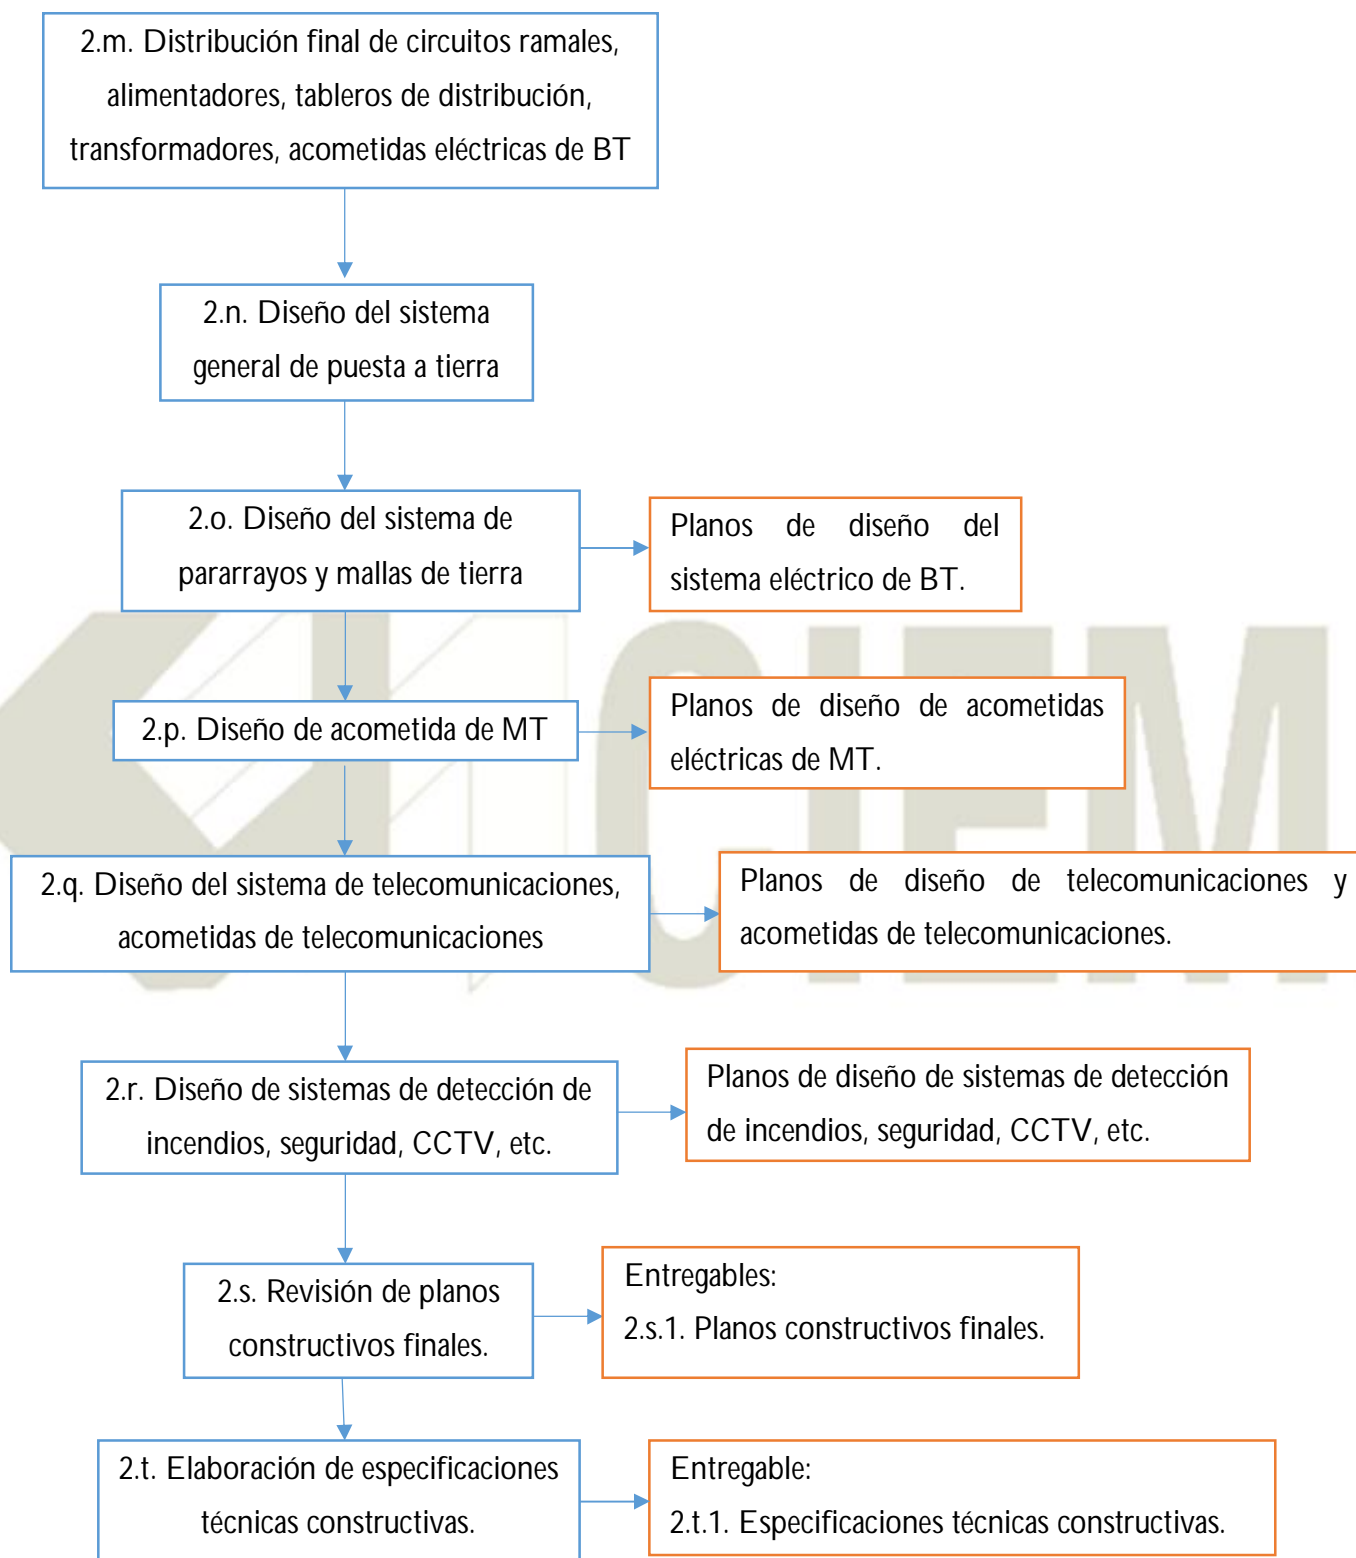 2.m. Distribución final de circuitos ramales,
alimentadores, tableros de distribución,
transformadores, acometidas eléctricas de BT
2.n. Diseño del sistema
general de puesta a tierra
2.o. Diseño del sistema de
pararrayos y mallas de tierra
Planos de diseño del
sistema eléctrico de BT.
2.p. Diseño de acometida de MT
Planos de diseño de acometidas
eléctricas de MT.
2.q. Diseño del sistema de telecomunicaciones,
acometidas de telecomunicaciones
Planos de diseño de telecomunicaciones y
acometidas de telecomunicaciones.
2.r. Diseño de sistemas de detección de
incendios, seguridad, CCTV, etc.
Planos de diseño de sistemas de detección
de incendios, seguridad, CCTV, etc.
2.s. Revisión de planos
constructivos finales.
Entregables:
2.s.1. Planos constructivos finales.
2.t. Elaboración de especificaciones
técnicas constructivas.
Entregable:
2.t.1. Especificaciones técnicas constructivas.
CIEMI